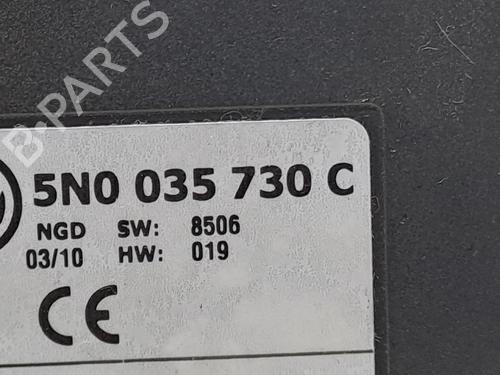 B-PARTS
5N0 035 730 C
NGD SW: 8506
03/10 HW: 019
CE